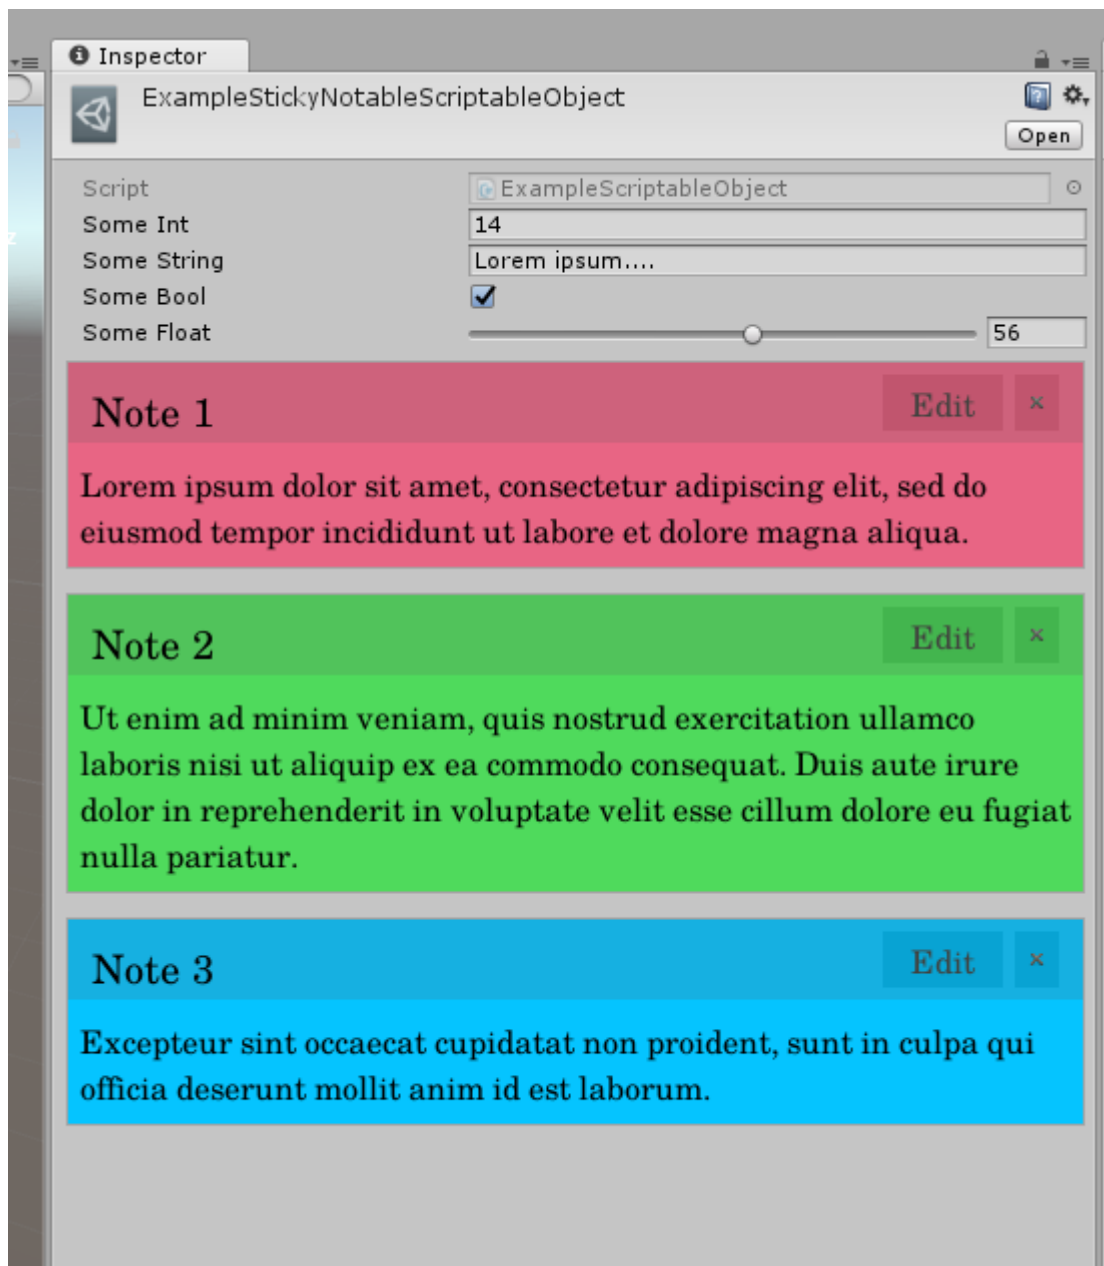 Inspector
ExampleStickyNotableScriptableObject
Open
Script ExampleScriptableObject
Some Int 14
Some String Lorem ipsum....
Some Bool
Some Float 56
Note 1 Edit ×
Lorem ipsum dolor sit amet, consectetur adipiscing elit, sed do
eiusmod tempor incididunt ut labore et dolore magna aliqua.
Note 2 Edit ×
Ut enim ad minim veniam, quis nostrud exercitation ullamco
laboris nisi ut aliquip ex ea commodo consequat. Duis aute irure
dolor in reprehenderit in voluptate velit esse cillum dolore eu fugiat
nulla pariatur.
Note 3 Edit ×
Excepteur sint occaecat cupidatat non proident, sunt in culpa qui
officia deserunt mollit anim id est laborum.
z